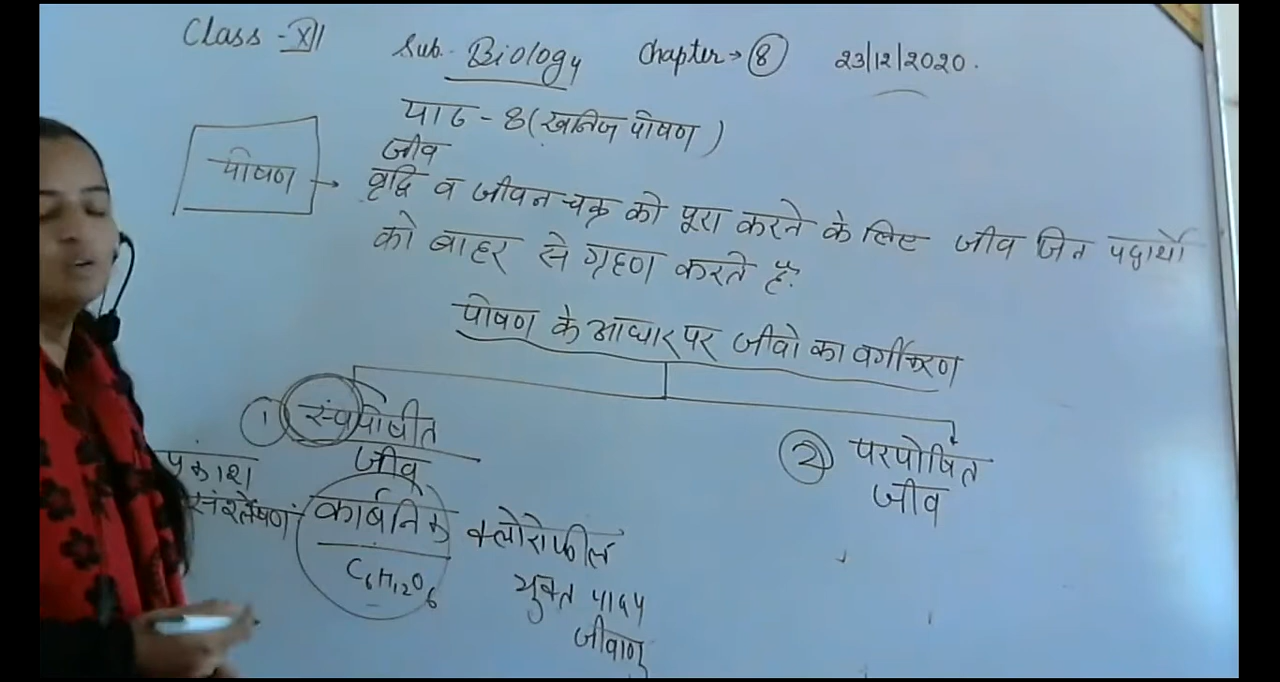 Class - XII Sub. Biology Chapter → 8 23/12/2020.
पाठ - 8 (खनिज पोषण)
जीव
पोषण → वृद्धि व जीवन चक्र को पूरा करने के लिए जीव जिन पदार्थो
को बाहर से ग्रहण करते है।
पोषण के आधार पर जीवो का वर्गीकरण
1 स्वपोषीत
जीव
2 परपोषित
जीव
प्रकाश
संश्लेषण
कार्बनिक
C6H12O6
क्लोरोफील
युक्त पादप
जीवाणु